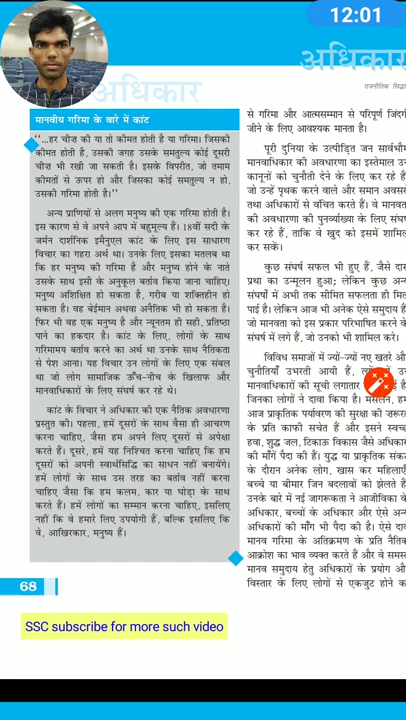 12:01
अधिकार
अधिकार
राजनीतिक सिद्धा
मानवीय गरिमा के बारे में कांट
“...हर चीज़ की या तो कीमत होती है या गरिमा। जिसकी
कीमत होती है, उसकी जगह उसके समतुल्य कोई दूसरी
चीज़ भी रखी जा सकती है। इसके विपरीत, जो तमाम
कीमतों से ऊपर हो और जिसका कोई समतुल्य न हो,
उसकी गरिमा होती है।”
अन्य प्राणियों से अलग मनुष्य की एक गरिमा होती है।
इस कारण से वे अपने आप में बहुमूल्य हैं। 18वीं सदी के
जर्मन दार्शनिक इमैनुएल कांट के लिए इस साधारण
विचार का गहरा अर्थ था। उनके लिए इसका मतलब था
कि हर मनुष्य की गरिमा है और मनुष्य होने के नाते
उसके साथ इसी के अनुकूल बर्ताव किया जाना चाहिए।
मनुष्य अशिक्षित हो सकता है, गरीब या शक्तिहीन हो
सकता है। वह बेईमान अथवा अनैतिक भी हो सकता है।
फिर भी वह एक मनुष्य है और न्यूनतम ही सही, प्रतिष्ठा
पाने का हकदार है। कांट के लिए, लोगों के साथ
गरिमामय बर्ताव करने का अर्थ था उनके साथ नैतिकता
से पेश आना। यह विचार उन लोगों के लिए एक संबल
था जो लोग सामाजिक ऊँच-नीच के खिलाफ और
मानवाधिकारों के लिए संघर्ष कर रहे थे।
कांट के विचार ने अधिकार की एक नैतिक अवधारणा
प्रस्तुत की। पहला, हमें दूसरों के साथ वैसा ही आचरण
करना चाहिए, जैसा हम अपने लिए दूसरों से अपेक्षा
करते हैं। दूसरे, हमें यह निश्चित करना चाहिए कि हम
दूसरों को अपनी स्वार्थसिद्धि का साधन नहीं बनायेंगे।
हमें लोगों के साथ उस तरह का बर्ताव नहीं करना
चाहिए जैसा कि हम कलम, कार या घोड़ा के साथ
करते हैं। हमें लोगों का सम्मान करना चाहिए, इसलिए
नहीं कि वे हमारे लिए उपयोगी हैं, बल्कि इसलिए कि
वे, आखिरकार, मनुष्य हैं।
68
से गरिमा और आत्मसम्मान से परिपूर्ण जिंदगी
जीने के लिए आवश्यक मानता है।
पूरी दुनिया के उत्पीड़ित जन सार्वभौम
मानवाधिकार की अवधारणा का इस्तेमाल उन
कानूनों को चुनौती देने के लिए कर रहे हैं
जो उन्हें पृथक करने वाले और समान अवसर
तथा अधिकारों से वंचित करते हैं। वे मानवत
की अवधारणा की पुनर्व्याख्या के लिए संघर्ष
कर रहे हैं, ताकि वे खुद को इसमें शामिल
कर सकें।
कुछ संघर्ष सफल भी हुए हैं, जैसे दास
प्रथा का उन्मूलन हुआ; लेकिन कुछ अन्
संघर्षों में अभी तक सीमित सफलता ही मि
पाई है। लेकिन आज भी अनेक ऐसे समुदाय हैं
जो मानवता को इस प्रकार परिभाषित करने के
संघर्ष में लगे हैं, जो उनको भी शामिल करे।
विविध समाजों में ज्यों-ज्यों नए खतरे औ
चुनौतियाँ उभरती आयी हैं, उन
मानवाधिकारों की सूची लगातार है
जिनका लोगों ने दावा किया है। मसलन, हम
आज प्राकृतिक पर्यावरण की सुरक्षा की जरूरत
के प्रति काफी सचेत हैं और इसने स्वच्छ
हवा, शुद्ध जल, टिकाऊ विकास जैसे अधिकार
की माँगें पैदा की हैं। युद्ध या प्राकृतिक संकट
के दौरान अनेक लोग, खास कर महिलाएँ
बच्चे या बीमार जिन बदलावों को झेलते हैं
उनके बारे में नई जागरूकता ने आजीविका वे
अधिकार, बच्चों के अधिकार और ऐसे अन्
अधिकारों की माँग भी पैदा की है। ऐसे दाव
मानव गरिमा के अतिक्रमण के प्रति नैतिक
आक्रोश का भाव व्यक्त करते हैं और वे समस्त
मानव समुदाय हेतु अधिकारों के प्रयोग औ
विस्तार के लिए लोगों से एकजुट होने क
SSC subscribe for more such video